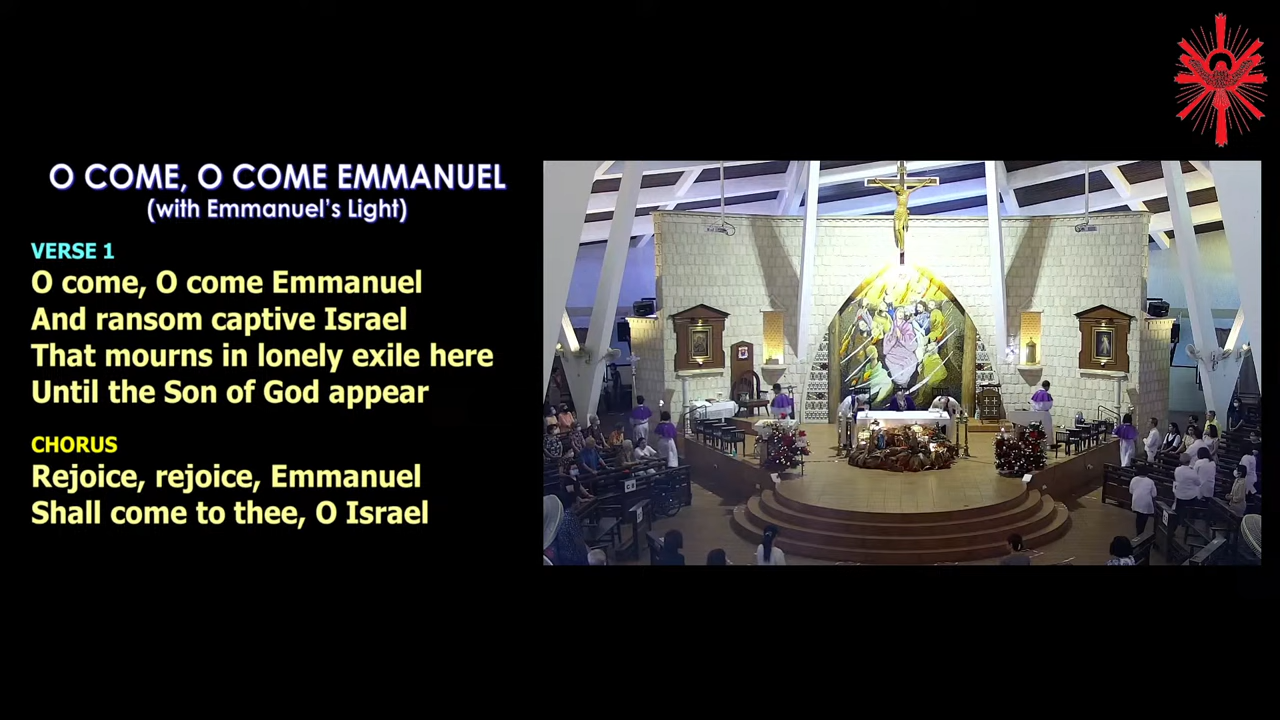 O COME, O COME EMMANUEL
(with Emmanuel's Light)
VERSE 1
O come, O come Emmanuel
And ransom captive Israel
That mourns in lonely exile here
Until the Son of God appear
CHORUS
Rejoice, rejoice, Emmanuel
Shall come to thee, O Israel